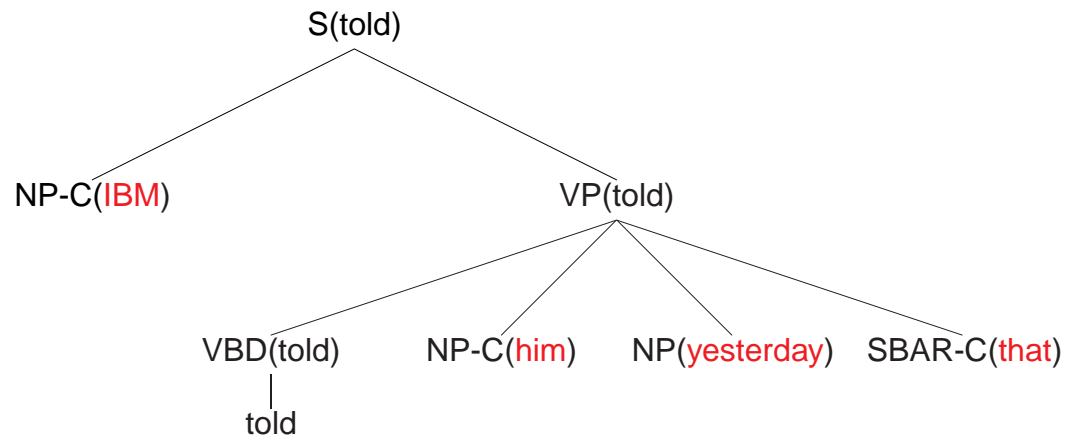 S(told)
NP-C(IBM) VP(told)
VBD(told) NP-C(him) NP(yesterday) SBAR-C(that)
told